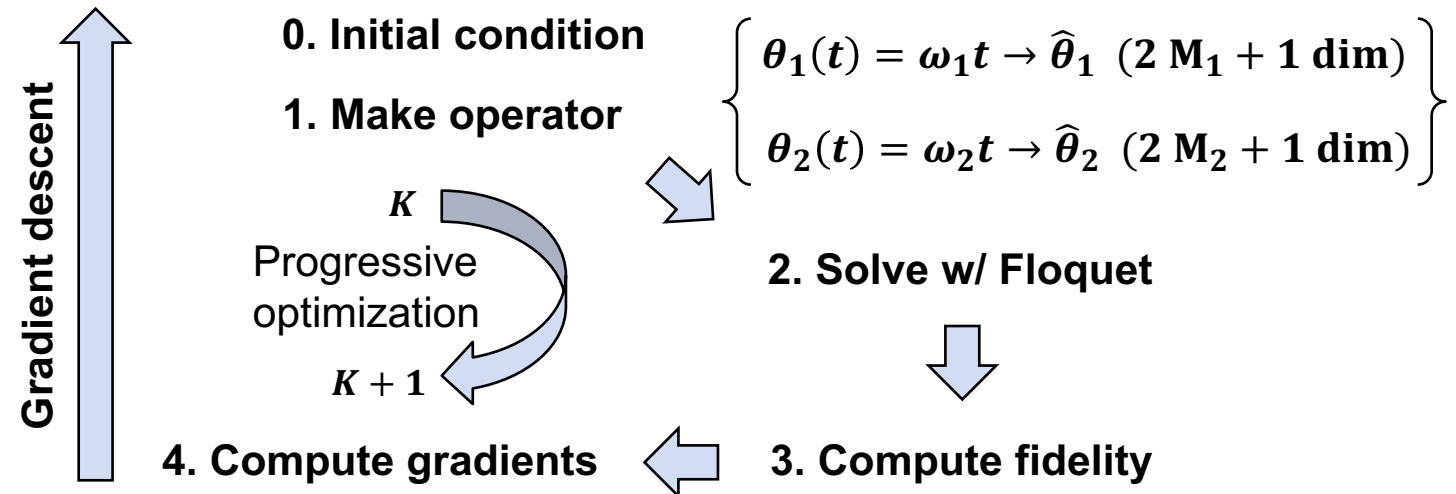 Gradient descent
0. Initial condition
1. Make operator
θ₁(t) = ω₁t → θ̂₁ (2 M₁ + 1 dim)
θ₂(t) = ω₂t → θ̂₂ (2 M₂ + 1 dim)
K
Progressive
optimization
K + 1
2. Solve w/ Floquet
3. Compute fidelity
4. Compute gradients